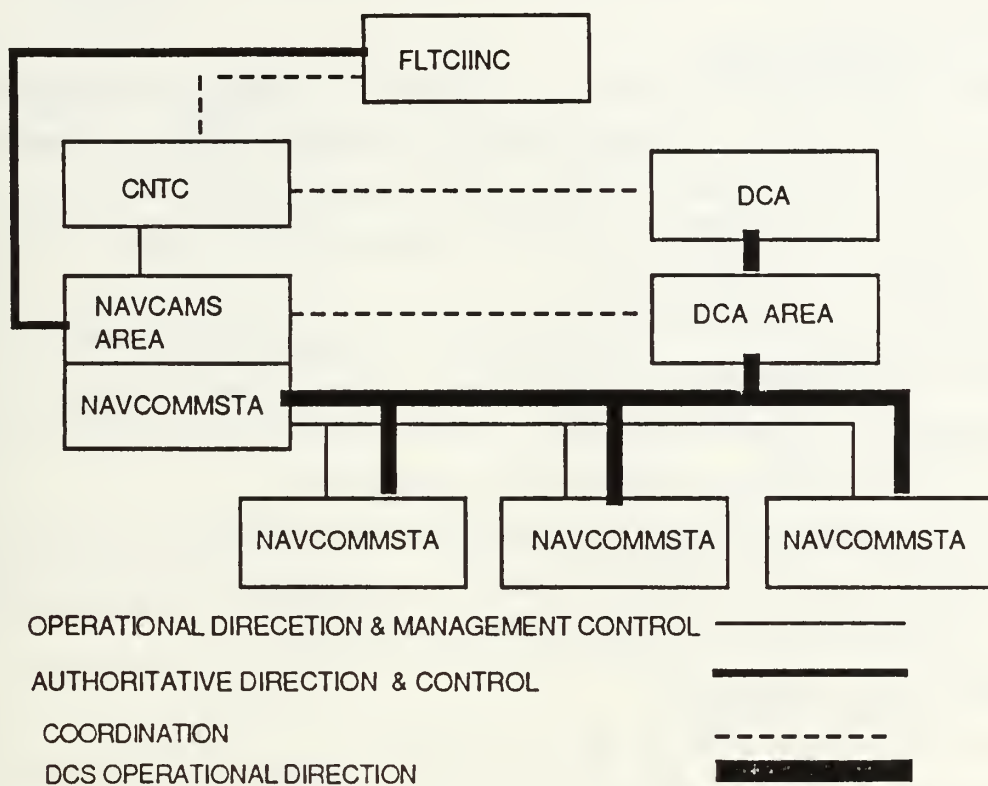 FLTCIINC
CNTC
DCA
NAVCAMS
AREA
DCA AREA
NAVCOMMSTA
NAVCOMMSTA
NAVCOMMSTA
NAVCOMMSTA
OPERATIONAL DIRECETION & MANAGEMENT CONTROL
AUTHORITATIVE DIRECTION & CONTROL
COORDINATION
DCS OPERATIONAL DIRECTION